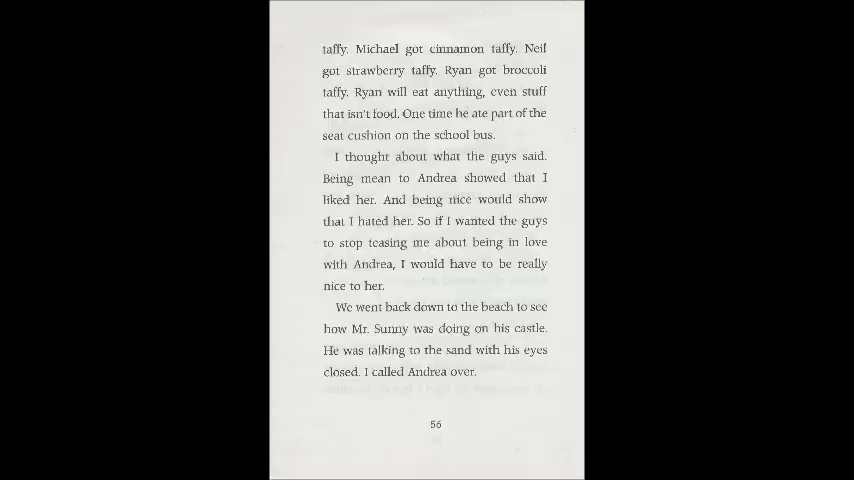 taffy. Michael got cinnamon taffy. Neil
got strawberry taffy. Ryan got broccoli
taffy. Ryan will eat anything, even stuff
that isn't food. One time he ate part of the
seat cushion on the school bus.
I thought about what the guys said.
Being mean to Andrea showed that I
liked her. And being nice would show
that I hated her. So if I wanted the guys
to stop teasing me about being in love
with Andrea, I would have to be really
nice to her.
We went back down to the beach to see
how Mr. Sunny was doing on his castle.
He was talking to the sand with his eyes
closed. I called Andrea over.
56